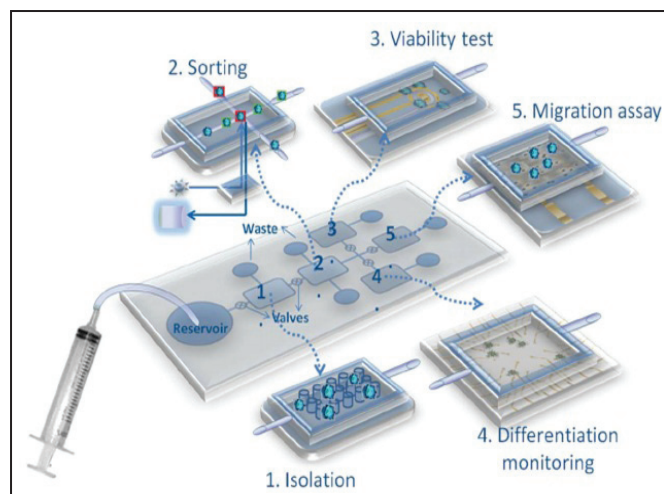 3. Viability test
2. Sorting
5. Migration assay
Waste
3
5
2
4
1
Reservoir
Valves
4. Differentiation
monitoring
1. Isolation